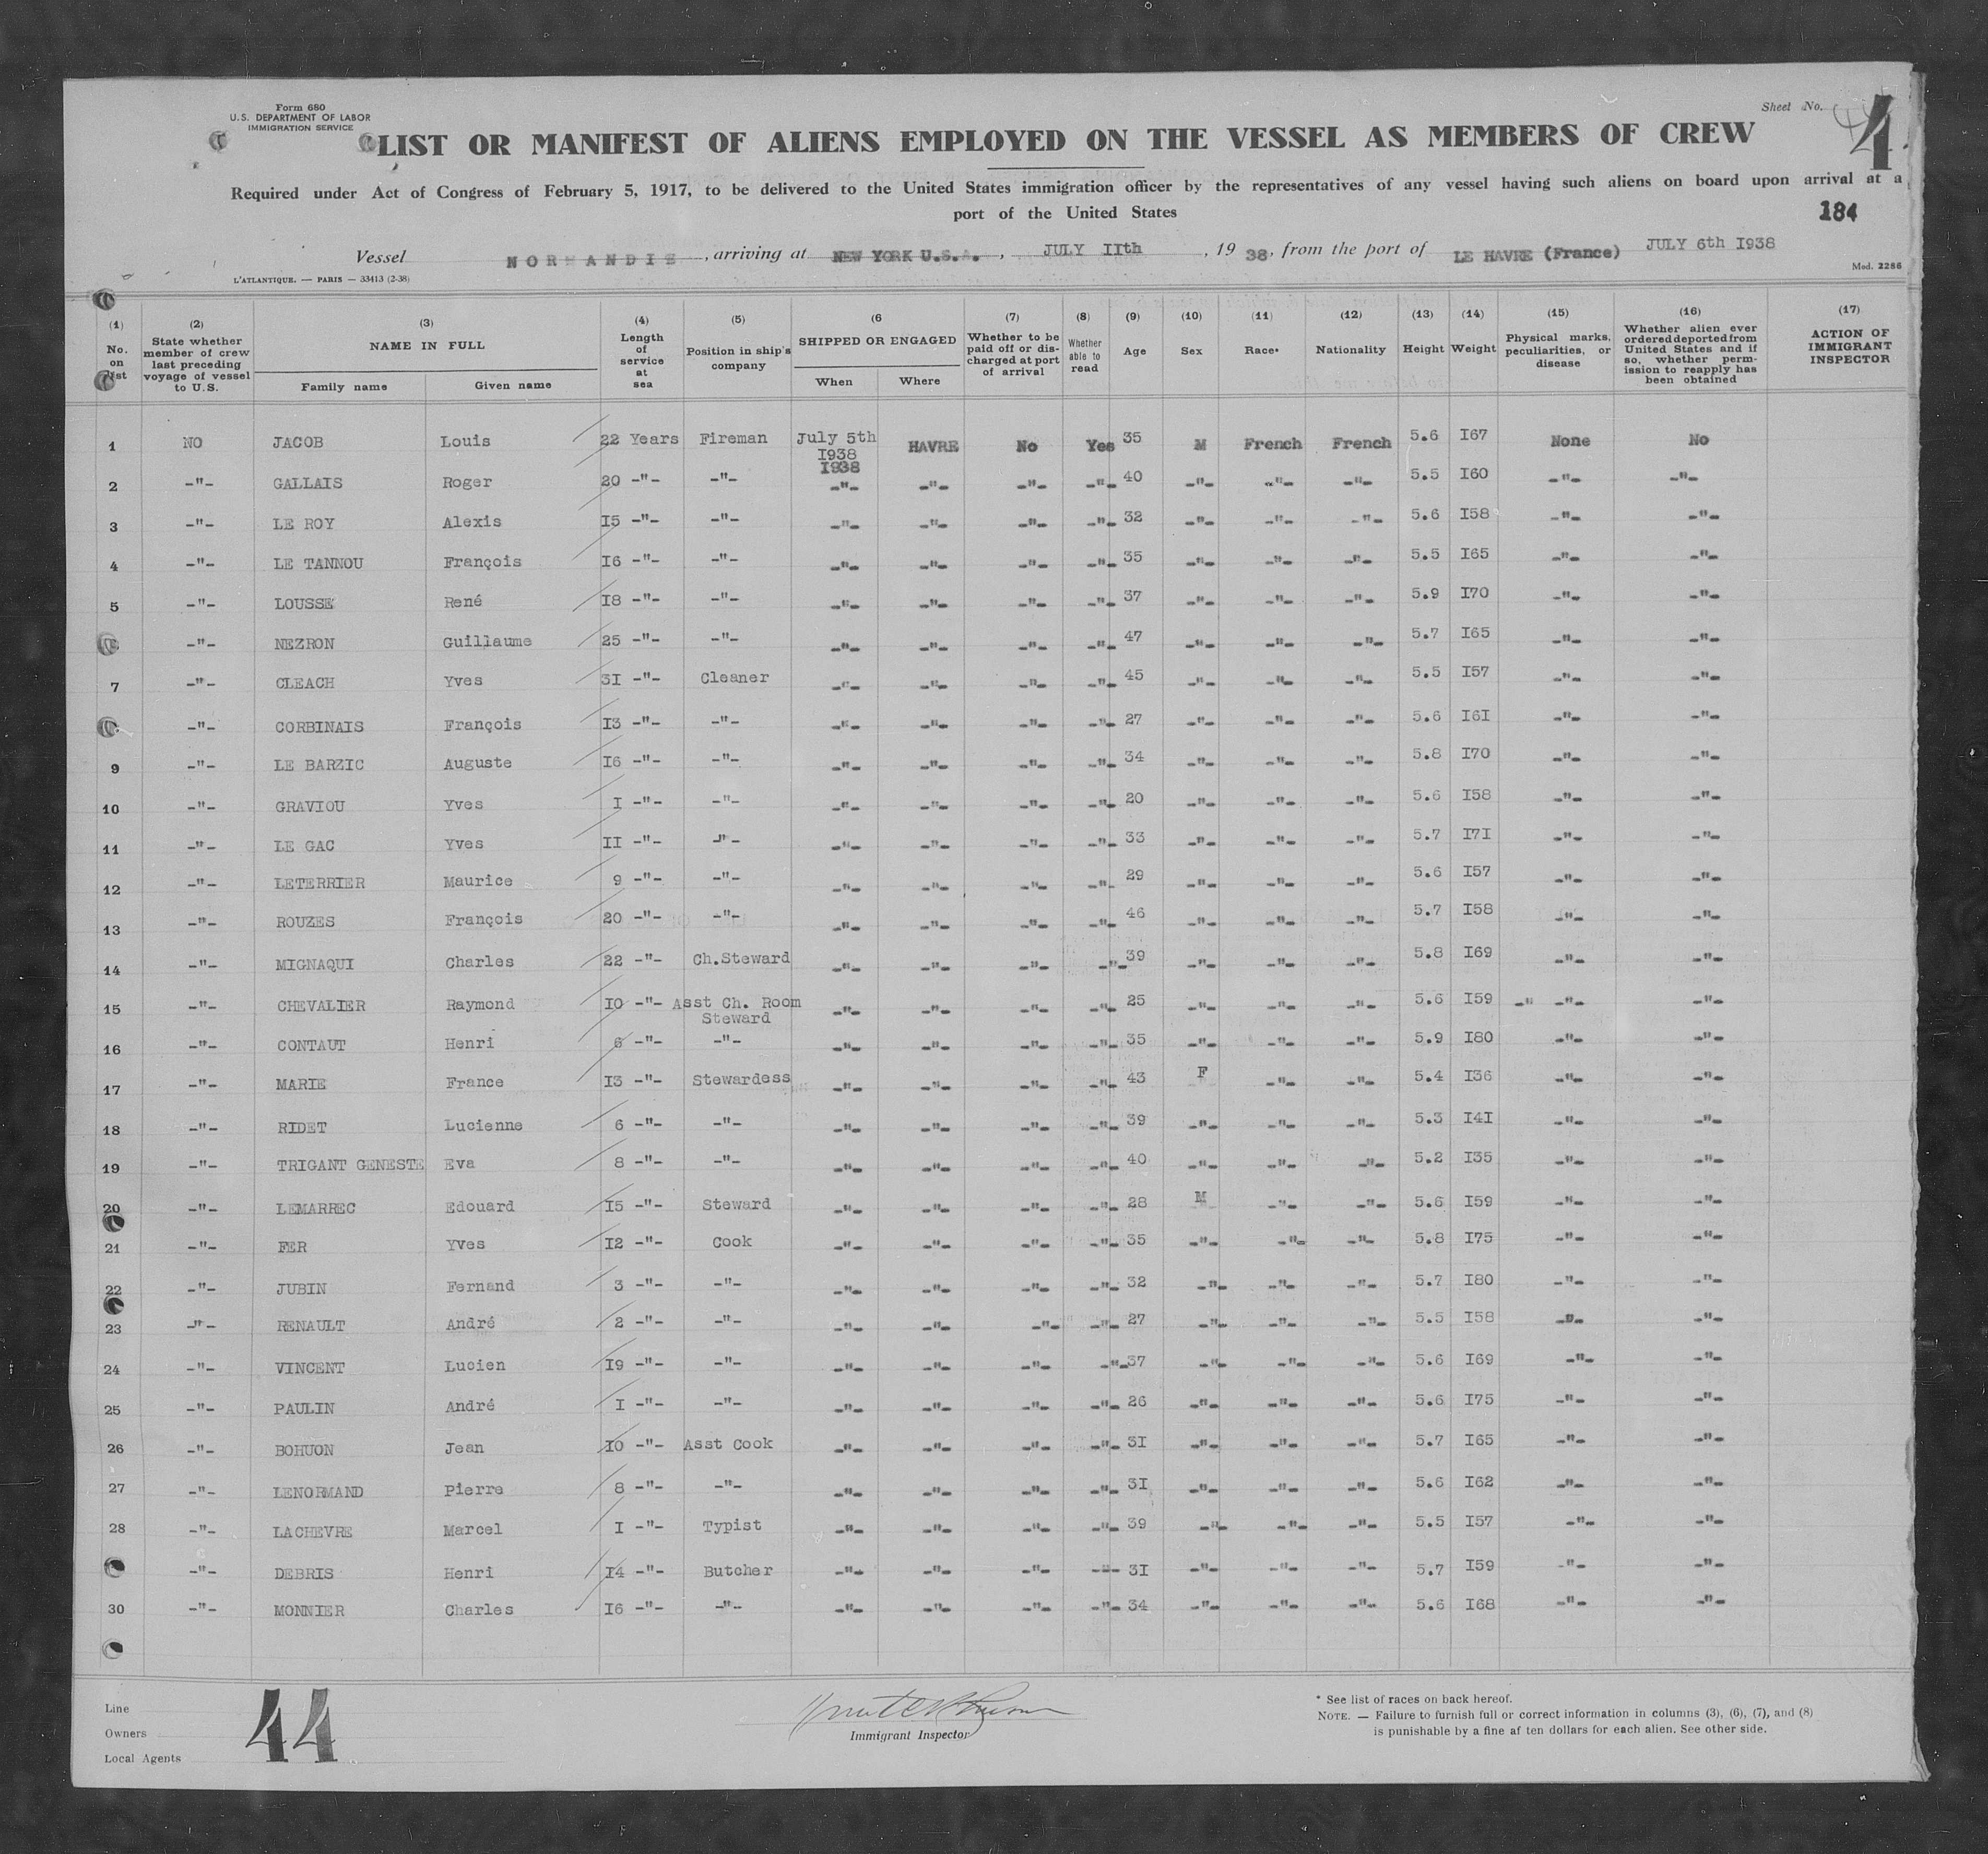 Form 680
U.S. DEPARTMENT OF LABOR
IMMIGRATION SERVICE
Sheet No. 4
LIST OR MANIFEST OF ALIENS EMPLOYED ON THE VESSEL AS MEMBERS OF CREW
Required under Act of Congress of February 5, 1917, to be delivered to the United States immigration officer by the representatives of any vessel having such aliens on board upon arrival at a
port of the United States
184
Vessel NORMANDIE, arriving at NEW YORK U.S.A., JULY IIth, 1938, from the port of LE HAVRE (France) JULY 6th I938
L'ATLANTIQUE. — PARIS — 33413 (2-38)
Mod. 2286
(1) No. on list (2) State whether member of crew last preceding voyage of vessel to U.S. (3) NAME IN FULL Family name Given name (4) Length of service at sea (5) Position in ship's company (6 SHIPPED OR ENGAGED When Where (7) Whether to be paid off or discharged at port of arrival (8) Whether able to read (9) Age (10) Sex (11) Race* (12) Nationality (13) Height (14) Weight (15) Physical marks, peculiarities, or disease (16) Whether alien ever ordered deported from United States and if so, whether permission to reapply has been obtained (17) ACTION OF IMMIGRANT INSPECTOR
1 NO JACOB Louis 22 Years Fireman July 5th I938 I938 HAVRE No Yes 35 M French French 5.6 I67 None No
2 -"- GALLAIS Roger 20 -"- -"- -"- -"- -"- -"- 40 -"- -"- -"- 5.5 I60 -"- -"-
3 -"- LE ROY Alexis I5 -"- -"- -"- -"- -"- -"- 32 -"- -"- -"- 5.6 I58 -"- -"-
4 -"- LE TANNOU François I6 -"- -"- -"- -"- -"- -"- 35 -"- -"- -"- 5.5 I65 -"- -"-
5 -"- LOUSSE René I8 -"- -"- -"- -"- -"- -"- 37 -"- -"- -"- 5.9 I70 -"- -"-
-"- NEZRON Guillaume 25 -"- -"- -"- -"- -"- -"- 47 -"- -"- -"- 5.7 I65 -"- -"-
7 -"- CLEACH Yves 3I -"- Cleaner -"- -"- -"- -"- 45 -"- -"- -"- 5.5 I57 -"- -"-
-"- CORBINAIS François I3 -"- -"- -"- -"- -"- -"- 27 -"- -"- -"- 5.6 I6I -"- -"-
9 -"- LE BARZIC Auguste I6 -"- -"- -"- -"- -"- -"- 34 -"- -"- -"- 5.8 I70 -"- -"-
10 -"- GRAVIOU Yves I -"- -"- -"- -"- -"- -"- 20 -"- -"- -"- 5.6 I58 -"- -"-
11 -"- LE GAC Yves II -"- -"- -"- -"- -"- -"- 33 -"- -"- -"- 5.7 I7I -"- -"-
12 -"- LETERRIER Maurice 9 -"- -"- -"- -"- -"- -"- 29 -"- -"- -"- 5.6 I57 -"- -"-
13 -"- ROUZES François 20 -"- -"- -"- -"- -"- -"- 46 -"- -"- -"- 5.7 I58 -"- -"-
14 -"- MIGNAQUI Charles 22 -"- Ch.Steward -"- -"- -"- -"- 39 -"- -"- -"- 5.8 I69 -"- -"-
15 -"- CHEVALIER Raymond IO -"- Asst Ch. Room Steward -"- -"- -"- -"- 25 -"- -"- -"- 5.6 I59 -" -"- -"-
16 -"- CONTAUT Henri 6 -"- -"- -"- -"- -"- -"- 35 -"- -"- -"- 5.9 I80 -"- -"-
17 -"- MARIE France I3 -"- Stewardess -"- -"- -"- -"- 43 F -"- -"- 5.4 I36 -"- -"-
18 -"- RIDET Lucienne 6 -"- -"- -"- -"- -"- -"- 39 -"- -"- -"- 5.3 I4I -"- -"-
19 -"- TRIGANT GENESTE Eva 8 -"- -"- -"- -"- -"- -"- 40 -"- -"- -"- 5.2 I35 -"- -"-
20 -"- LEMARREC Edouard I5 -"- Steward -"- -"- -"- -"- 28 M -"- -"- 5.6 I59 -"- -"-
21 -"- FER Yves I2 -"- Cook -"- -"- -"- -"- 35 -"- -"- -"- 5.8 I75 -"- -"-
22 -"- JUBIN Fernand 3 -"- -"- -"- -"- -"- -"- 32 -"- -"- -"- 5.7 I80 -"- -"-
23 -"- RENAULT André 2 -"- -"- -"- -"- -"- -"- 27 -"- -"- -"- 5.5 I58 -"- -"-
24 -"- VINCENT Lucien I9 -"- -"- -"- -"- -"- -"- 37 -"- -"- -"- 5.6 I69 -"- -"-
25 -"- PAULIN André I -"- -"- -"- -"- -"- -"- 26 -"- -"- -"- 5.6 I75 -"- -"-
26 -"- BOHUON Jean IO -"- Asst Cook -"- -"- -"- -"- 3I -"- -"- -"- 5.7 I65 -"- -"-
27 -"- LENORMAND Pierre 8 -"- -"- -"- -"- -"- -"- 3I -"- -"- -"- 5.6 I62 -"- -"-
28 -"- LACHEVRE Marcel I -"- Typist -"- -"- -"- -"- 39 -"- -"- -"- 5.5 I57 -"- -"-
-"- DEBRIS Henri I4 -"- Butcher -"- -"- -"- --- 3I -"- -"- -"- 5.7 I59 -"- -"-
30 -"- MONNIER Charles I6 -"- -"- -"- -"- -"- -"- 34 -"- -"- -"- 5.6 I68 -"- -"-
Line
Owners
Local Agents
44
Immigrant Inspector
* See list of races on back hereof.
NOTE. — Failure to furnish full or correct information in columns (3), (6), (7), and (8)
is punishable by a fine af ten dollars for each alien. See other side.